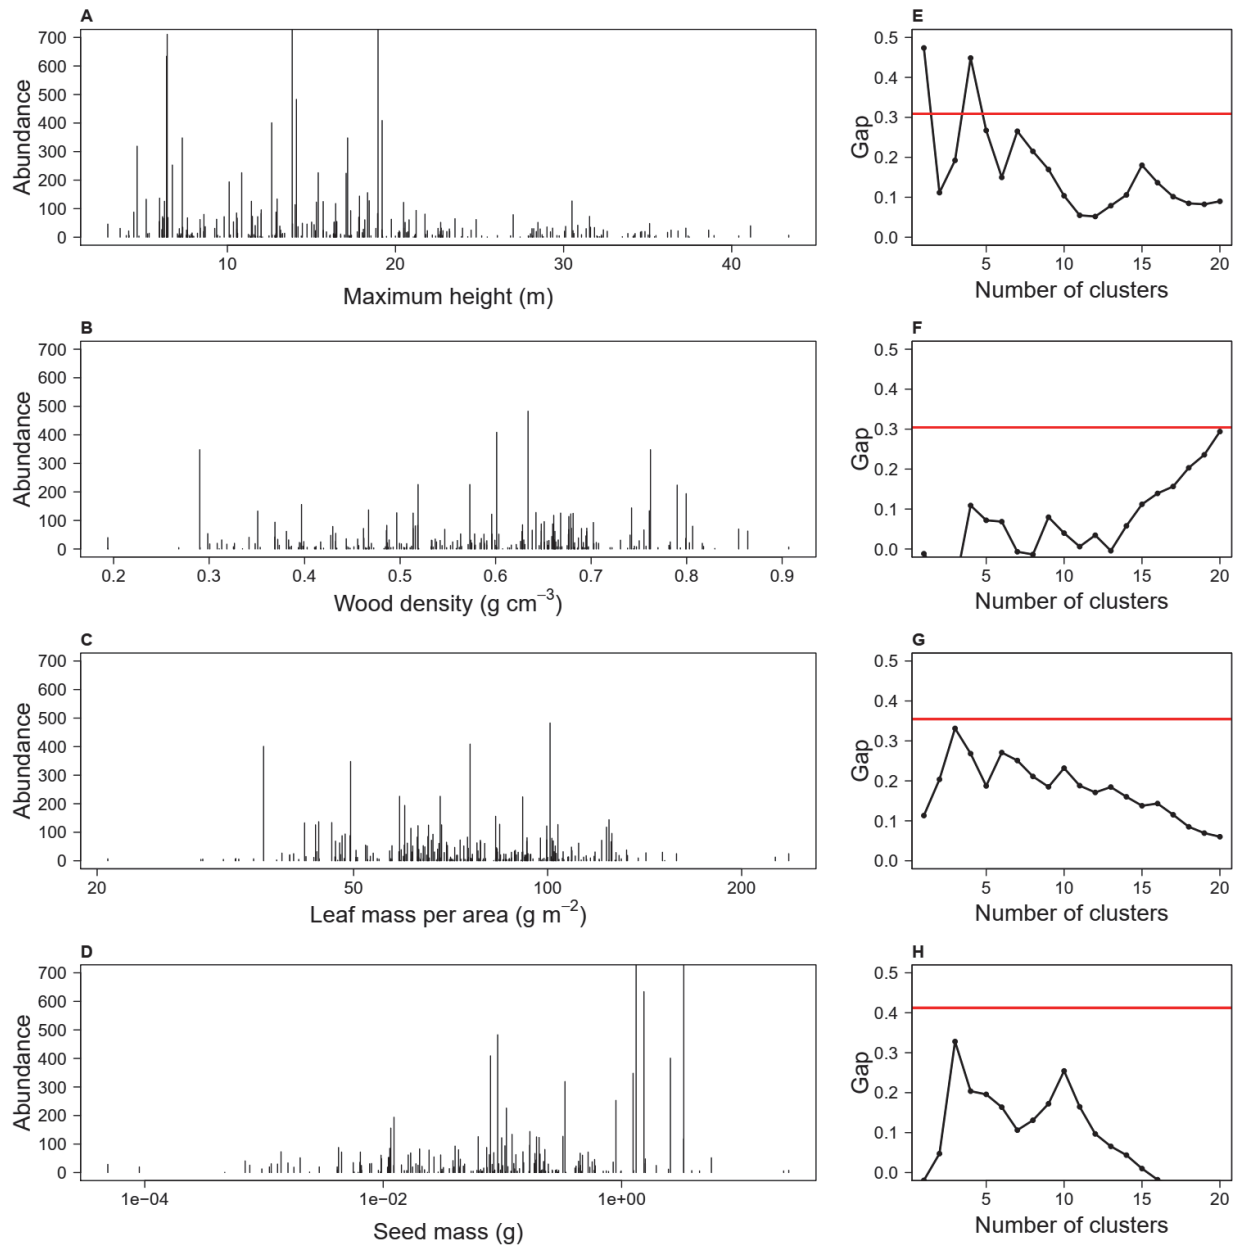 A
700
600
500
400
300
200
100
0
Abundance
10 20 30 40
Maximum height (m)
E
0.5
0.4
0.3
0.2
0.1
0.0
Gap
5 10 15 20
Number of clusters
B
700
600
500
400
300
200
100
0
Abundance
0.2 0.3 0.4 0.5 0.6 0.7 0.8 0.9
Wood density (g cm⁻³)
F
0.5
0.4
0.3
0.2
0.1
0.0
Gap
5 10 15 20
Number of clusters
C
700
600
500
400
300
200
100
0
Abundance
20 50 100 200
Leaf mass per area (g m⁻²)
G
0.5
0.4
0.3
0.2
0.1
0.0
Gap
5 10 15 20
Number of clusters
D
700
600
500
400
300
200
100
0
Abundance
1e−04 1e−02 1e+00
Seed mass (g)
H
0.5
0.4
0.3
0.2
0.1
0.0
Gap
5 10 15 20
Number of clusters